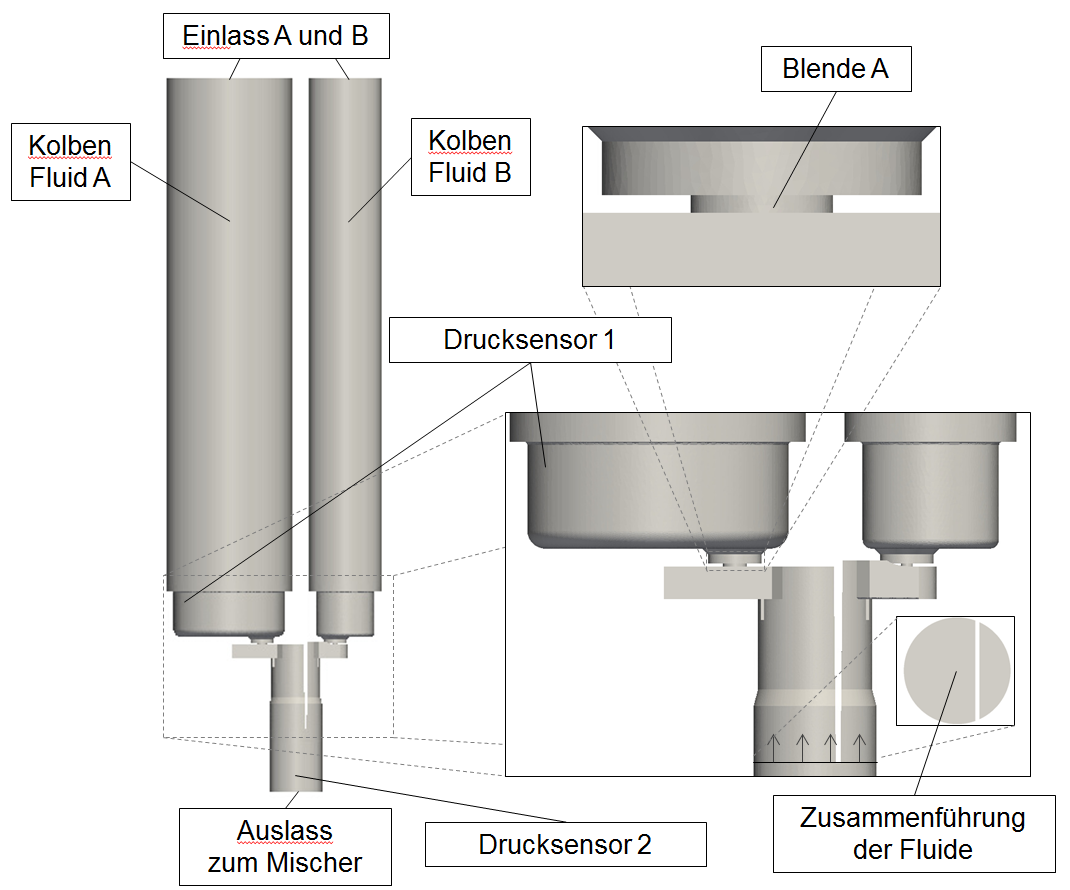 Einlass A und B
Blende A
Kolben
Fluid A
Kolben
Fluid B
Drucksensor 1
Auslass
zum Mischer
Drucksensor 2
Zusammenführung
der Fluide